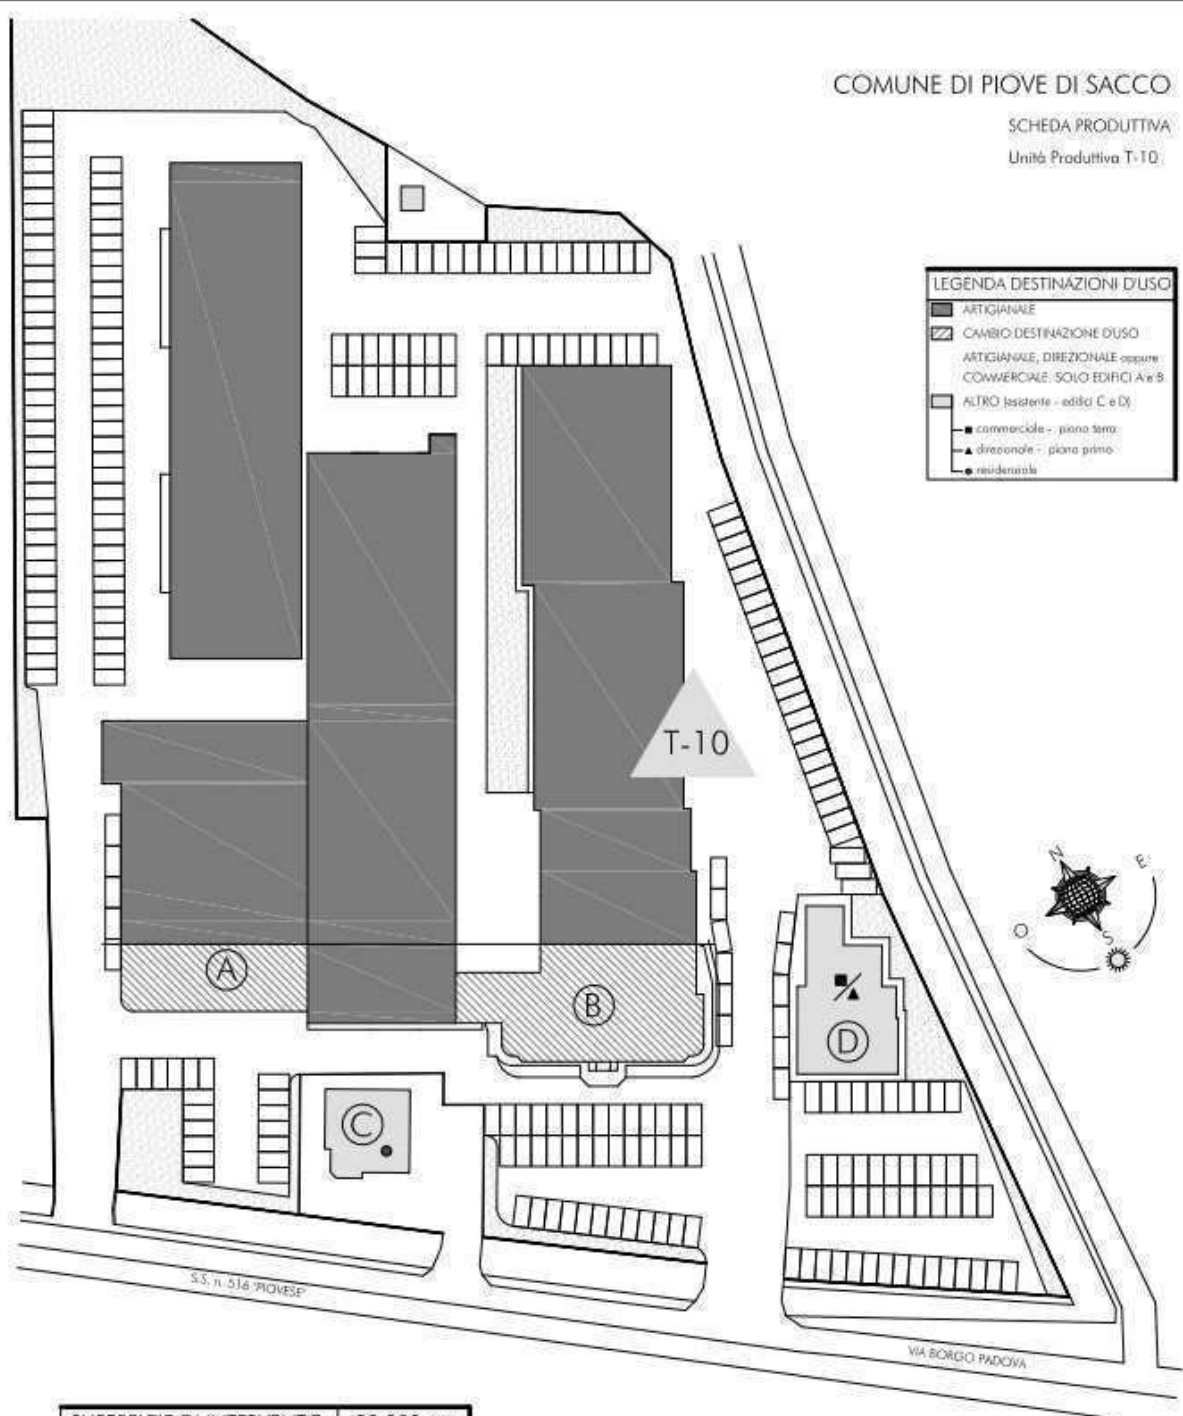 COMUNE DI PIOVE DI SACCO
SCHEDA PRODUTTIVA
Unità Produttiva T-10
LEGENDA DESTINAZIONI D'USO
ARTIGIANALE
CAMBIO DESTINAZIONE D'USO
ARTIGIANALE, DIREZIONALE oppure
COMMERCIALE: SOLO EDIFICI A e B
ALTRO (esistente - edifici C e D)
commerciale - piano terra
direzionale - piano primo
residenziale
T-10
N
E
O
S
A
B
D
C
S.S. n. 516 "PIOVESE"
VIA BORGO PADOVA